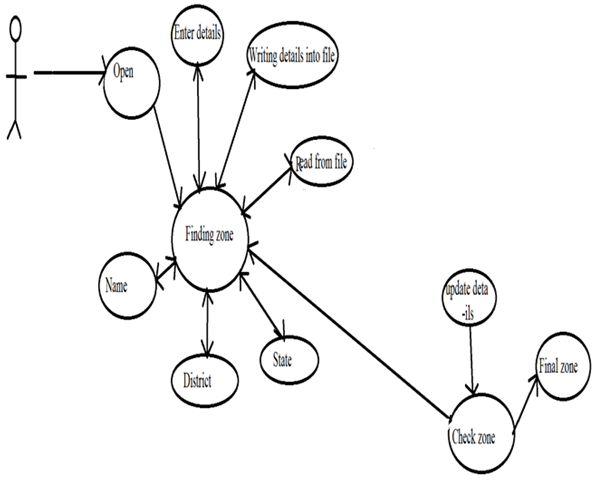 Enter details
Writing details into file
Open
Read from file
Finding zone
Name
update deta
-ils
State
Final zone
District
Check zone